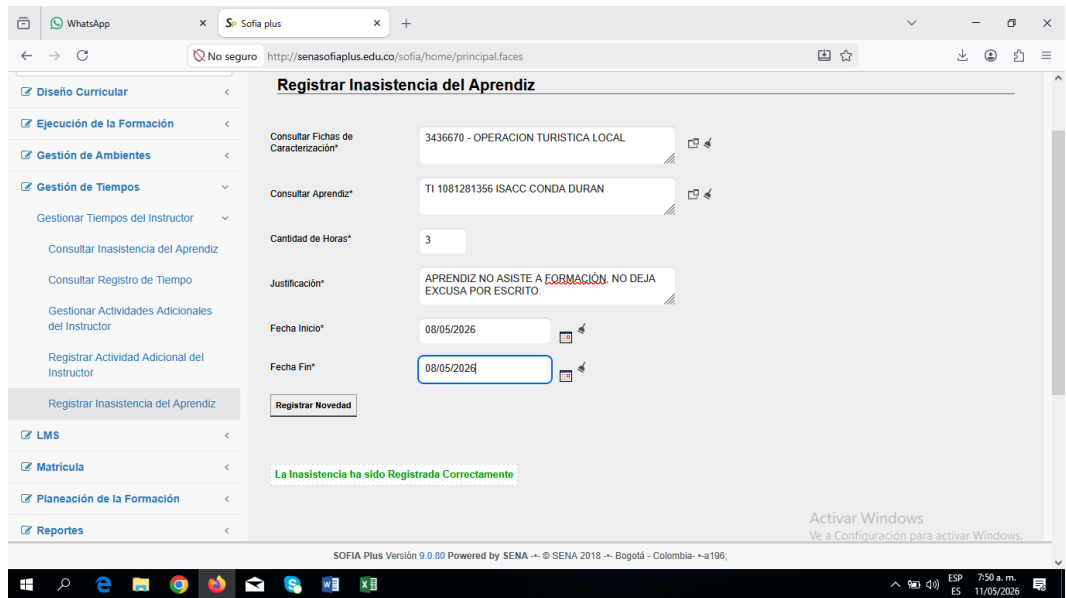 WhatsApp
Sofia plus
No seguro
http://senasofiaplus.edu.co/sofia/home/principal.faces
Diseño Curricular
Ejecución de la Formación
Gestión de Ambientes
Gestión de Tiempos
Gestionar Tiempos del Instructor
Consultar Inasistencia del Aprendiz
Consultar Registro de Tiempo
Gestionar Actividades Adicionales
del Instructor
Registrar Actividad Adicional del
Instructor
Registrar Inasistencia del Aprendiz
LMS
Matrícula
Planeación de la Formación
Reportes
Registrar Inasistencia del Aprendiz
Consultar Fichas de
Caracterización*
3436670 - OPERACION TURISTICA LOCAL
Consultar Aprendiz*
TI 1081281356 ISACC CONDA DURAN
Cantidad de Horas*
3
Justificación*
APRENDIZ NO ASISTE A FORMACIÒN, NO DEJA
EXCUSA POR ESCRITO.
Fecha Inicio*
08/05/2026
Fecha Fin*
08/05/2026
Registrar Novedad
La Inasistencia ha sido Registrada Correctamente
Activar Windows
Ve a Configuración para activar Windows.
SOFIA Plus Versión 9.0.80 Powered by SENA -•- © SENA 2018 -•- Bogotá - Colombia- •-a196;
ESP
ES
7:50 a. m.
11/05/2026